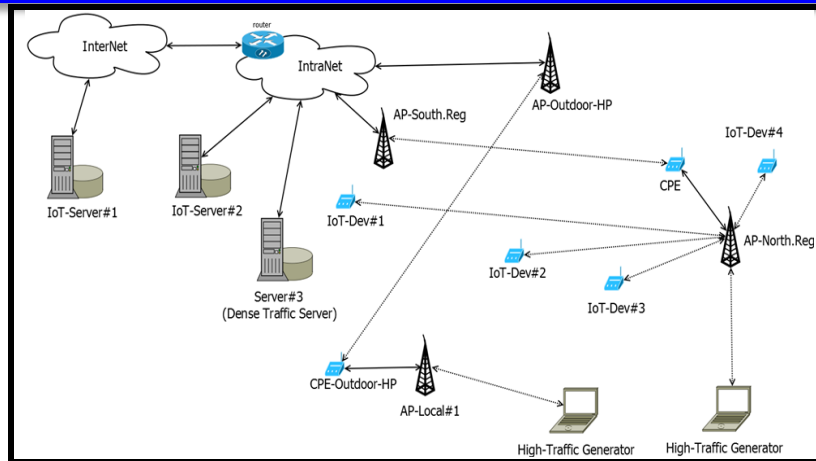 router
InterNet
IntraNet
AP-Outdoor-HP
AP-South.Reg
IoT-Dev#4
CPE
IoT-Server#1
IoT-Server#2
IoT-Dev#1
AP-North.Reg
IoT-Dev#2
Server#3
(Dense Traffic Server)
IoT-Dev#3
CPE-Outdoor-HP
AP-Local#1
High-Traffic Generator
High-Traffic Generator